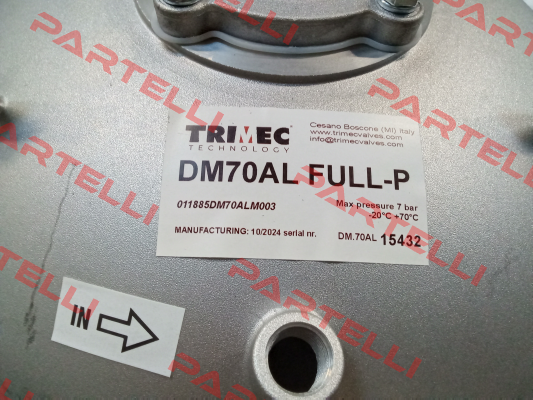 TRIMEC
TECHNOLOGY
Cesano Boscone (MI) Italy
www.trimecvalves.com
info@trimecvalves.com
DM70AL FULL-P
011885DM70ALM003
Max pressure 7 bar
-20°C +70°C
MANUFACTURING: 10/2024 serial nr. DM.70AL 15432
IN
PARTELLI
PARTELLI
PARTELLI
PARTELLI
PARTELLI
PARTELLI